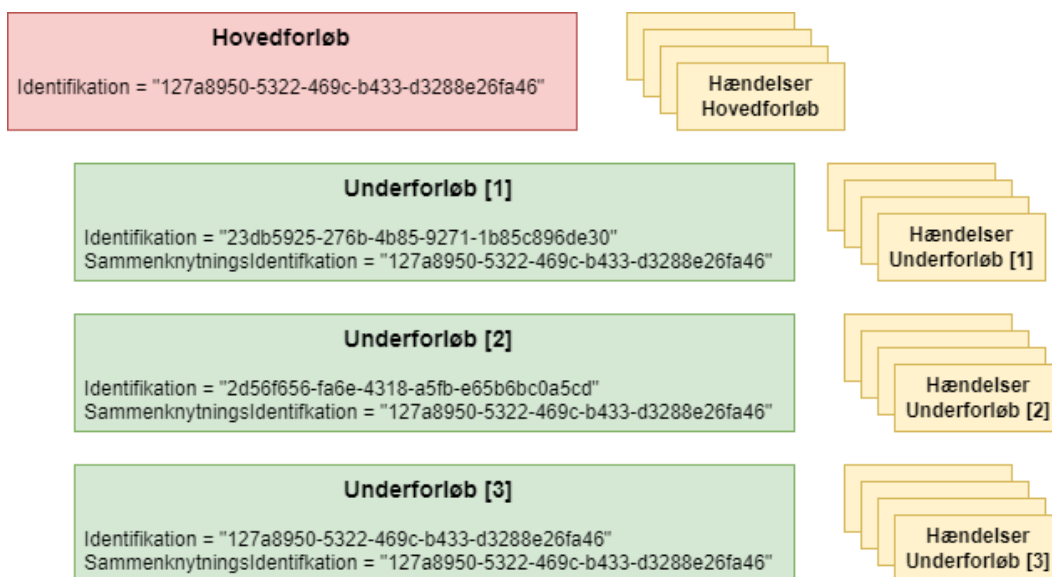 Hovedforløb
Identifikation = "127a8950-5322-469c-b433-d3288e26fa46"
Hændelser
Hovedforløb
Underforløb [1]
Identifikation = "23db5925-276b-4b85-9271-1b85c896de30"
SammenknytningsIdentifkation = "127a8950-5322-469c-b433-d3288e26fa46"
Hændelser
Underforløb [1]
Underforløb [2]
Identifikation = "2d56f656-fa6e-4318-a5fb-e65b6bc0a5cd"
SammenknytningsIdentifkation = "127a8950-5322-469c-b433-d3288e26fa46"
Hændelser
Underforløb [2]
Underforløb [3]
Identifikation = "127a8950-5322-469c-b433-d3288e26fa46"
SammenknytningsIdentifkation = "127a8950-5322-469c-b433-d3288e26fa46"
Hændelser
Underforløb [3]